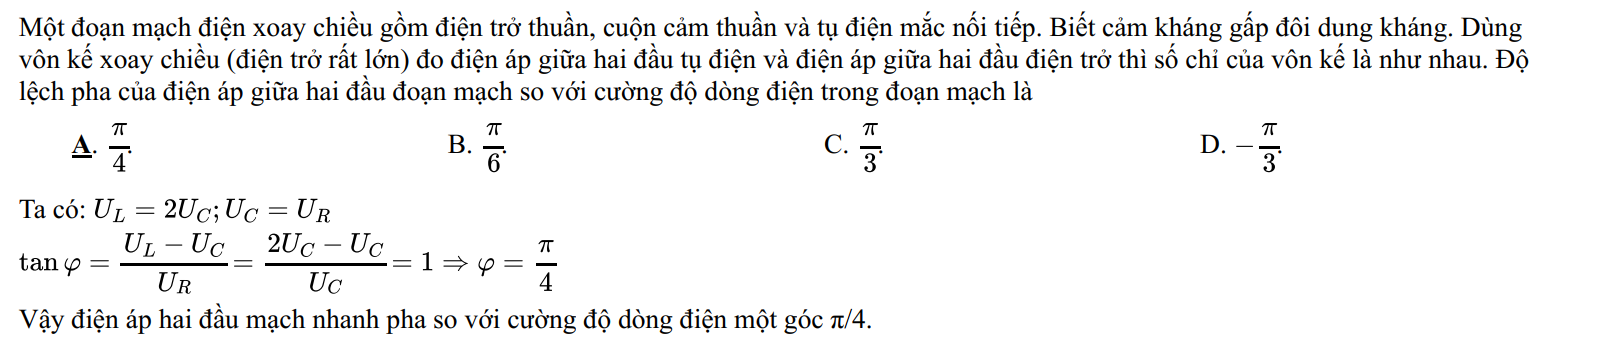 Một đoạn mạch điện xoay chiều gồm điện trở thuần, cuộn cảm thuần và tụ điện mắc nối tiếp. Biết cảm kháng gấp đôi dung kháng. Dùng
vôn kế xoay chiều (điện trở rất lớn) đo điện áp giữa hai đầu tụ điện và điện áp giữa hai đầu điện trở thì số chỉ của vôn kế là như nhau. Độ
lệch pha của điện áp giữa hai đầu đoạn mạch so với cường độ dòng điện trong đoạn mạch là
A. $\frac{\pi}{4}$. B. $\frac{\pi}{6}$. C. $\frac{\pi}{3}$. D. $-\frac{\pi}{3}$.
Ta có: $U_L = 2U_C; U_C = U_R$
$\tan \varphi = \frac{U_L - U_C}{U_R} = \frac{2U_C - U_C}{U_C} = 1 \Rightarrow \varphi = \frac{\pi}{4}$
Vậy điện áp hai đầu mạch nhanh pha so với cường độ dòng điện một góc π/4.